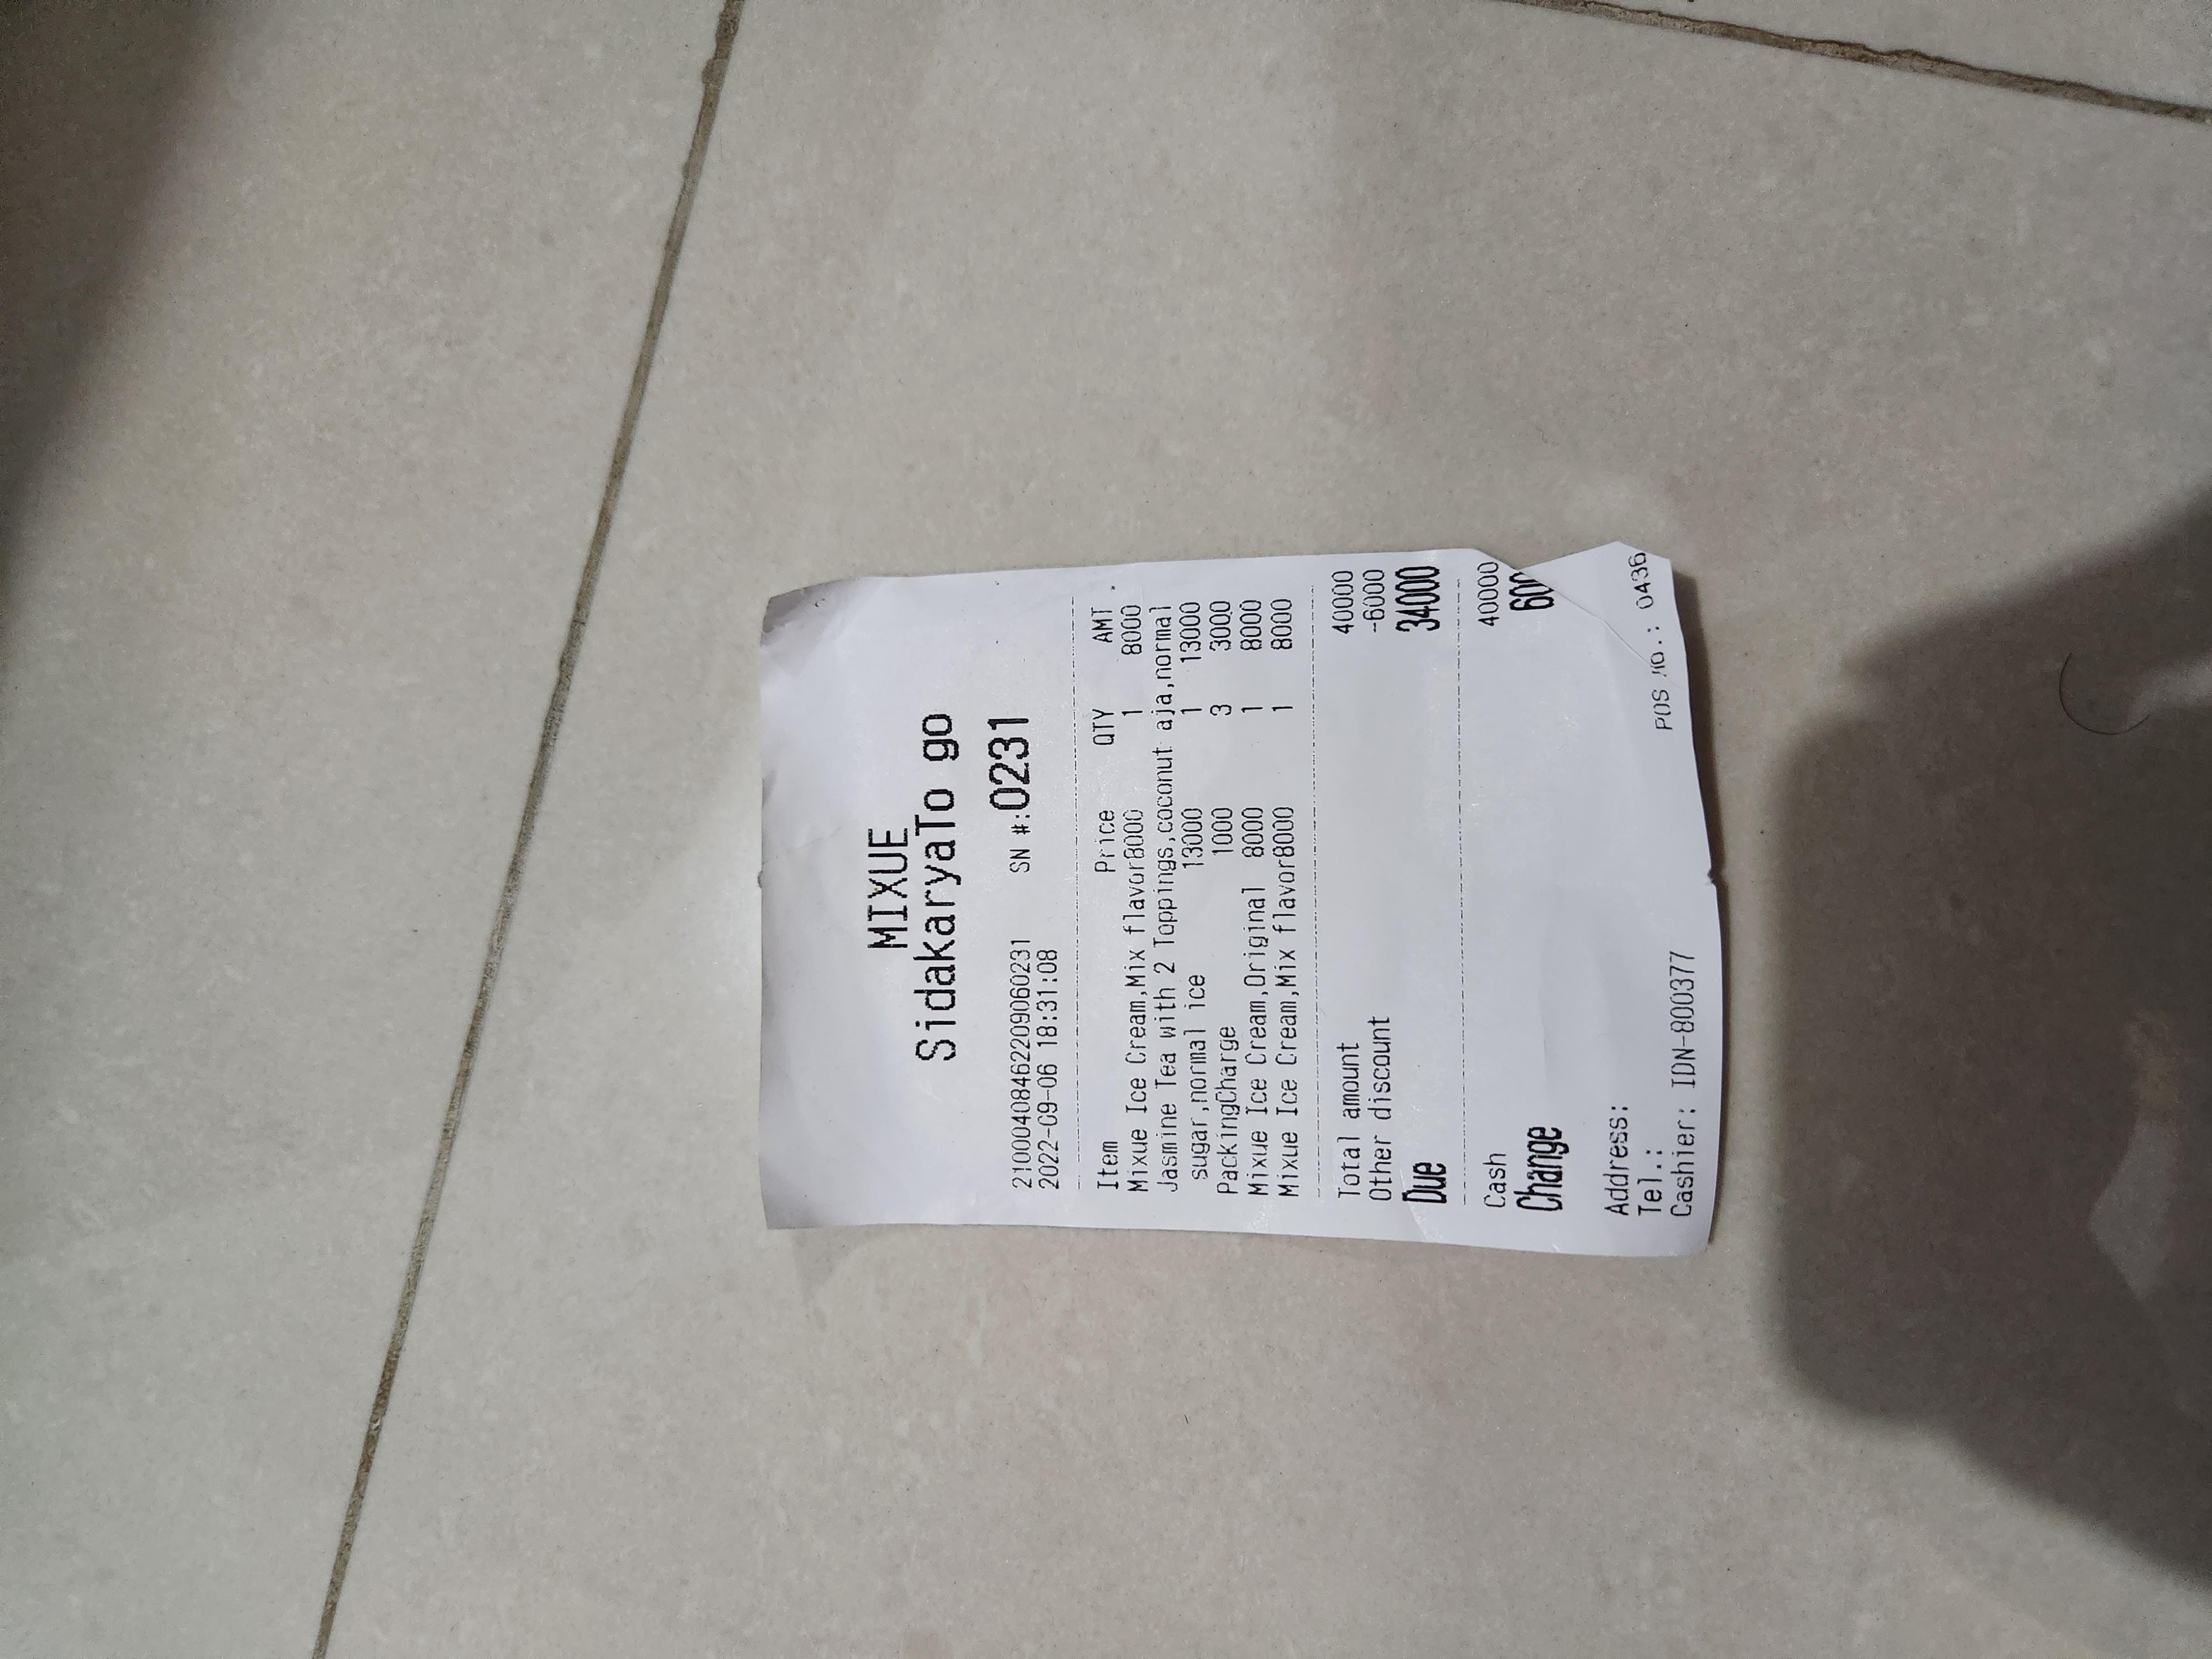 MIXUE
SidakaryaTo go
21000408462209060231 SN #:0231
2022-09-06 18:31:08
Item Price QTY AMT
Mixue Ice Cream,Mix flavor8000 1 8000
Jasmine Tea with 2 Toppings,coconut aja,normal
sugar,normal ice 13000 1 13000
PackingCharge 1000 3 3000
Mixue Ice Cream,Original 8000 1 8000
Mixue Ice Cream,Mix flavor8000 1 8000
Total amount 40000
Other discount -6000
Due 34000
Cash 40000
Change
Address:
Tel.:
POS No.: 0436
Cashier: IDN-800377